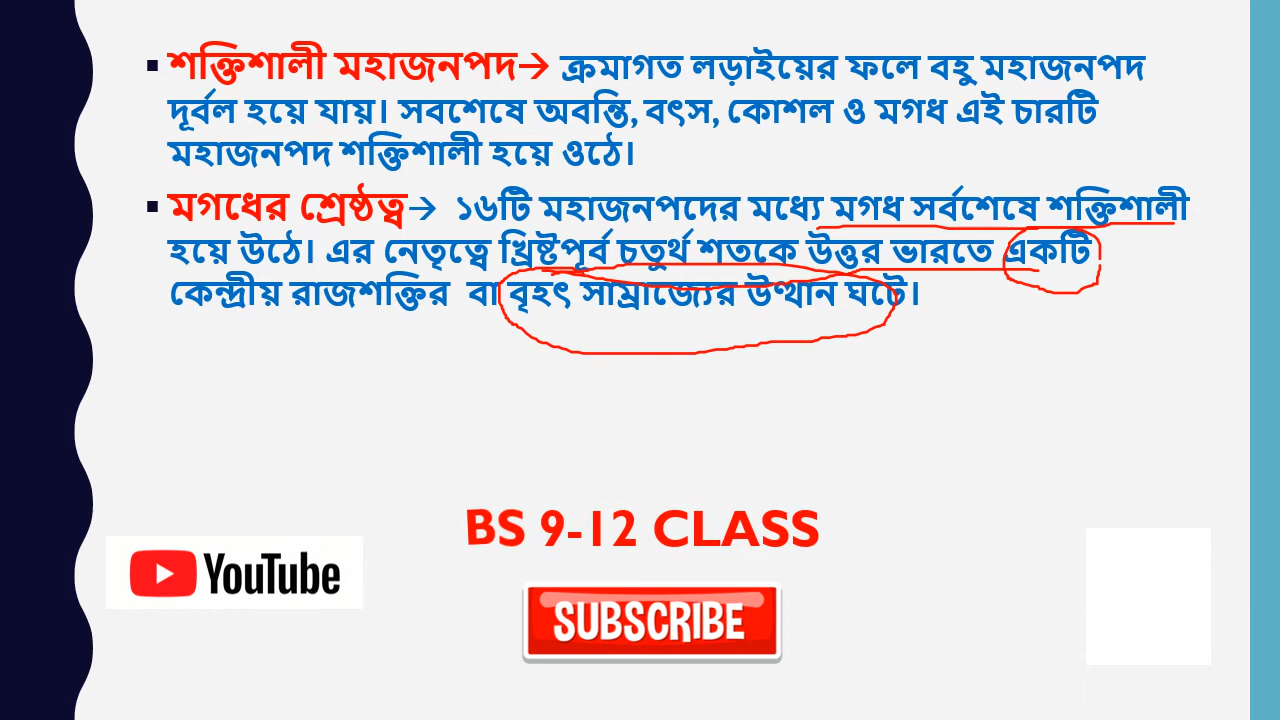 ▪ শক্তিশালী মহাজনপদ→ ক্রমাগত লড়াইয়ের ফলে বহু মহাজনপদ
দূর্বল হয়ে যায়। সবশেষে অবন্তি, বৎস, কোশল ও মগধ এই চারটি
মহাজনপদ শক্তিশালী হয়ে ওঠে।
▪ মগধের শ্রেষ্ঠত্ব→ ১৬টি মহাজনপদের মধ্যে মগধ সর্বশেষে শক্তিশালী
হয়ে উঠে। এর নেতৃত্বে খ্রিষ্টপূর্ব চতুর্থ শতকে উত্তর ভারতে একটি
কেন্দ্রীয় রাজশক্তির বা বৃহৎ সাম্রাজ্যের উত্থান ঘটে।
BS 9-12 CLASS
YouTube
SUBSCRIBE